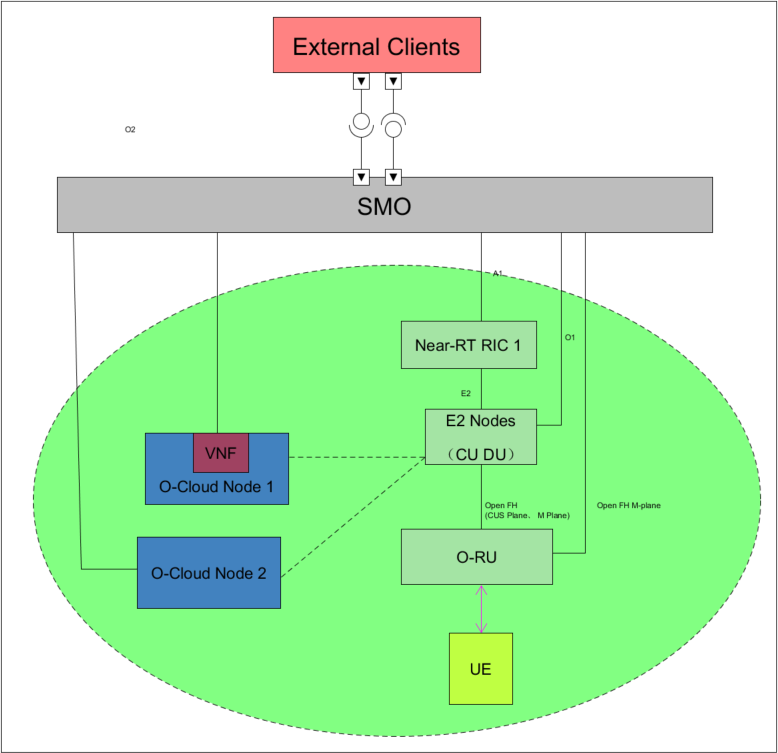 External Clients
O2
SMO
A1
Near-RT RIC 1
O1
E2
E2 Nodes
（CU DU）
VNF
O-Cloud Node 1
Open FH
(CUS Plane、 M Plane)
Open FH M-plane
O-RU
O-Cloud Node 2
UE